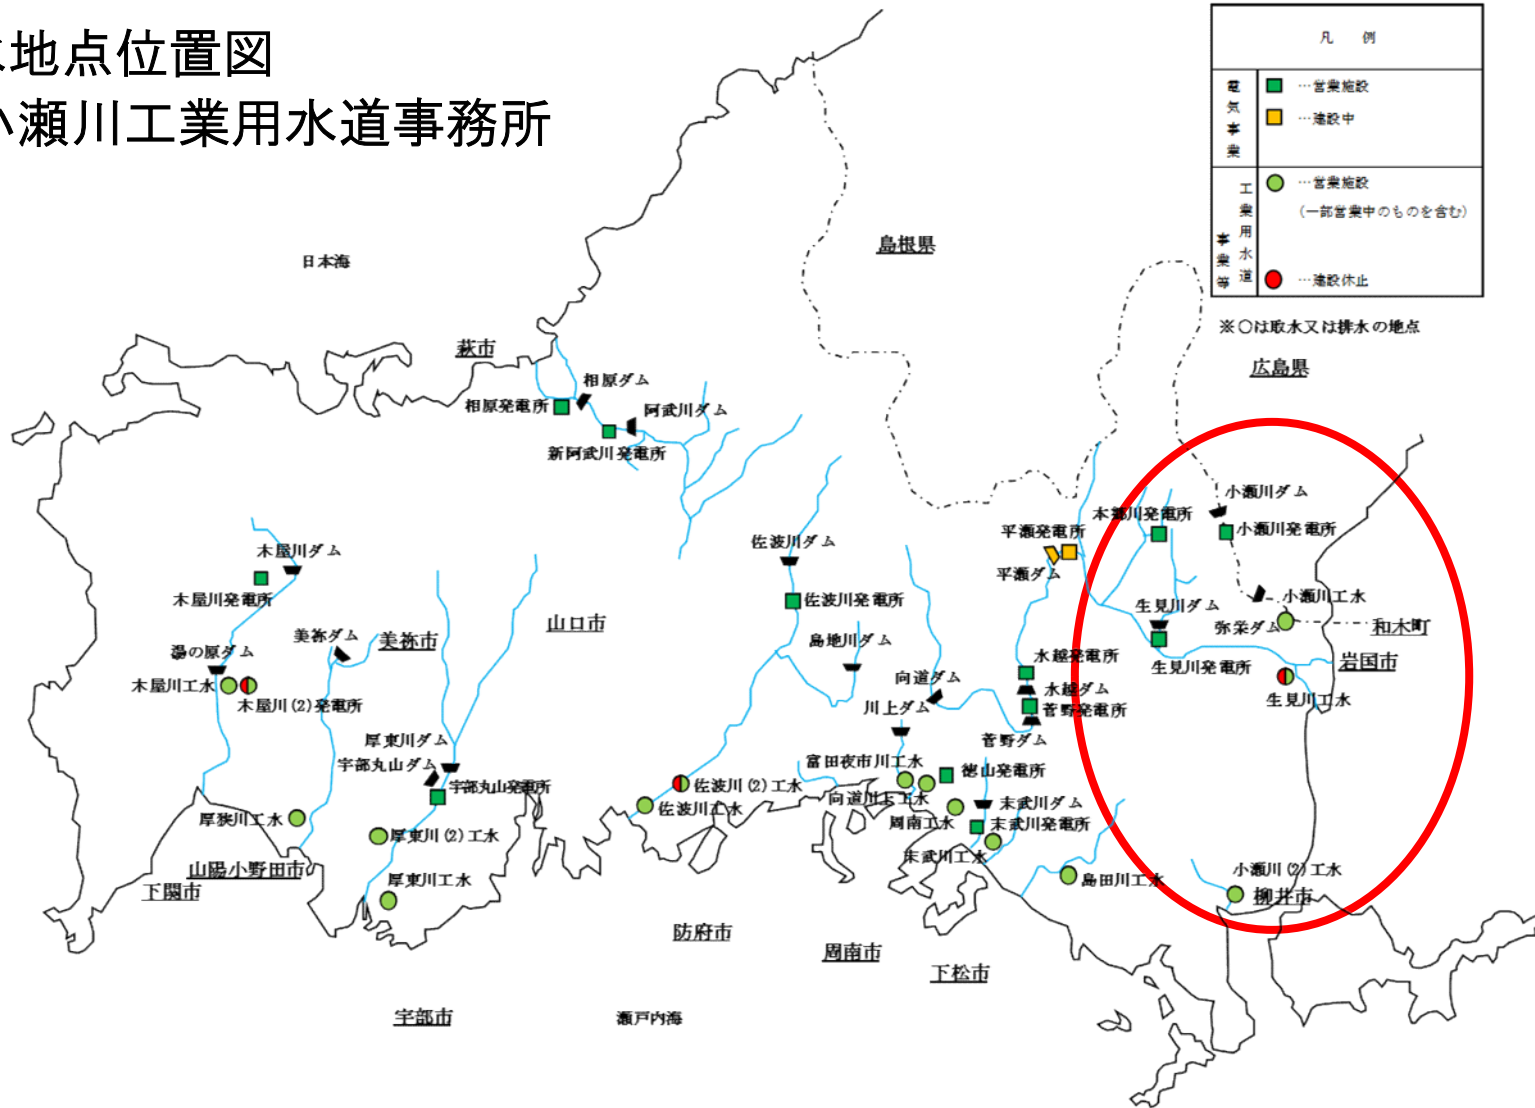 水地点位置図
小瀬川工業用水道事務所
凡 例
電気事業
…営業施設
…建設中
工業用水道事業等
…営業施設
(一部営業中のものを含む)
…建設休止
※○は取水又は排水の地点
日本海
島根県
広島県
萩市
相原ダム
相原発電所
阿武川ダム
新阿武川発電所
小瀬川ダム
本郷川発電所
小瀬川発電所
平瀬発電所
平瀬ダム
佐波川ダム
木屋川ダム
木屋川発電所
佐波川発電所
小瀬川工水
生見川ダム
弥栄ダム
和木町
山口市
美祢ダム
美祢市
島地川ダム
湯の原ダム
水越発電所
生見川発電所
岩国市
木屋川工水
木屋川(2)発電所
向道ダム
水越ダム
川上ダム
菅野発電所
生見川工水
厚東川ダム
菅野ダム
宇部丸山ダム
富田夜市川工水
徳山発電所
宇部丸山発電所
佐波川(2)工水
佐波川工水
向道川上工水
末武川ダム
厚狭川工水
周南工水
末武川発電所
厚東川(2)工水
末武川工水
山陽小野田市
下関市
厚東川工水
島田川工水
小瀬川(2)工水
柳井市
防府市
周南市
下松市
宇部市
瀬戸内海